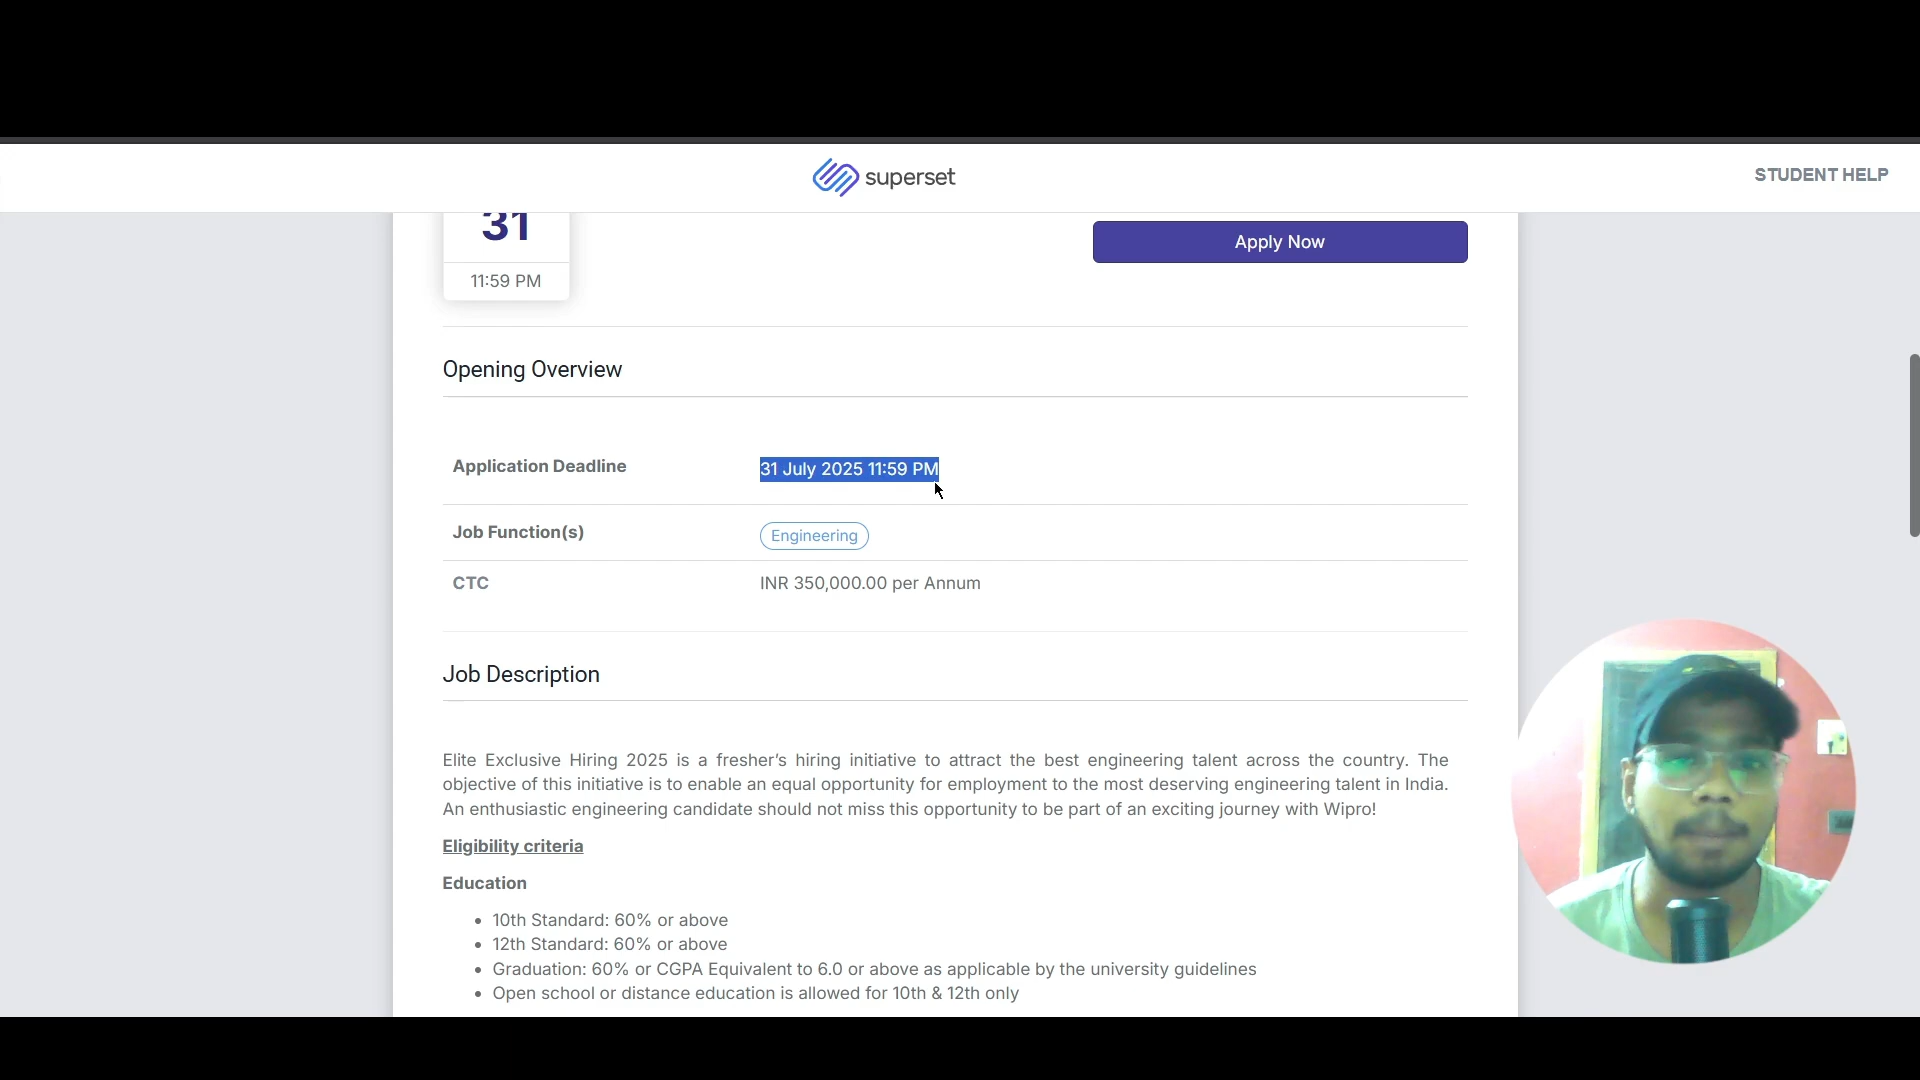 superset
STUDENT HELP
31
Apply Now
11:59 PM
Opening Overview
Application Deadline
31 July 2025 11:59 PM
Job Function(s)
Engineering
CTC
INR 350,000.00 per Annum
Job Description
Elite Exclusive Hiring 2025 is a fresher’s hiring initiative to attract the best engineering talent across the country. The
objective of this initiative is to enable an equal opportunity for employment to the most deserving engineering talent in India.
An enthusiastic engineering candidate should not miss this opportunity to be part of an exciting journey with Wipro!
Eligibility criteria
Education
• 10th Standard: 60% or above
• 12th Standard: 60% or above
• Graduation: 60% or CGPA Equivalent to 6.0 or above as applicable by the university guidelines
• Open school or distance education is allowed for 10th & 12th only